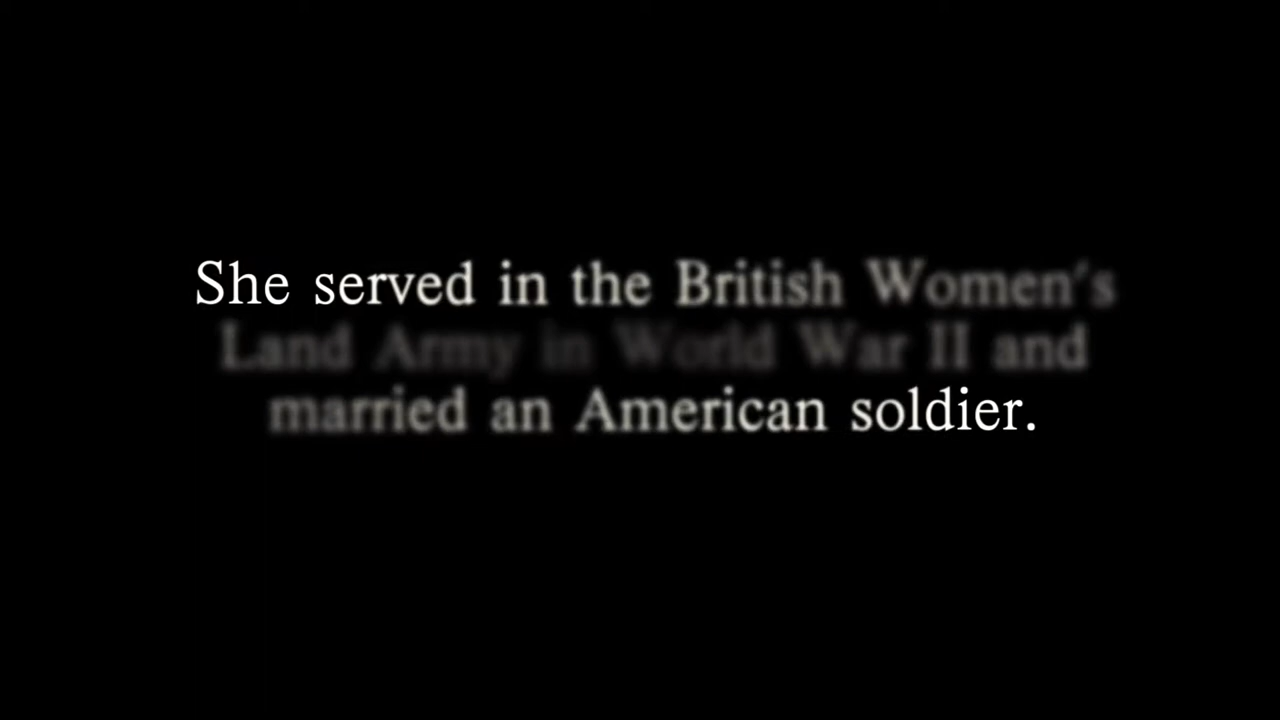 She served in the British Women's
Land Army in World War II and
married an American soldier.